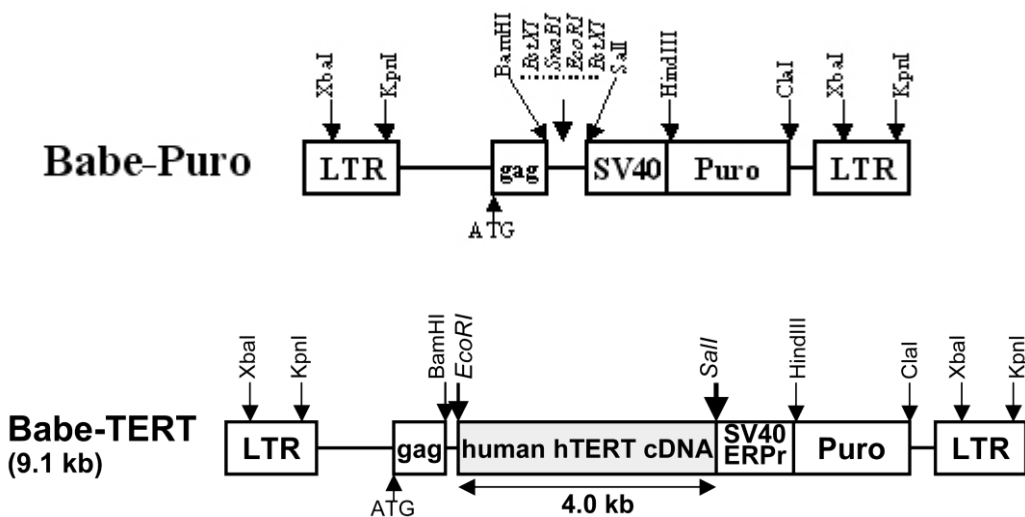 XbaI
KpnI
BamHI
BstXI
SnaBI
EcoRI
BstXI
SalI
HindIII
ClaI
XbaI
KpnI
Babe-Puro
LTR
gag
SV40
Puro
LTR
ATG
XbaI
KpnI
BamHI
EcoRI
SalI
HindIII
ClaI
XbaI
KpnI
Babe-TERT
(9.1 kb)
LTR
gag
human hTERT cDNA
SV40
ERPr
Puro
LTR
ATG
4.0 kb